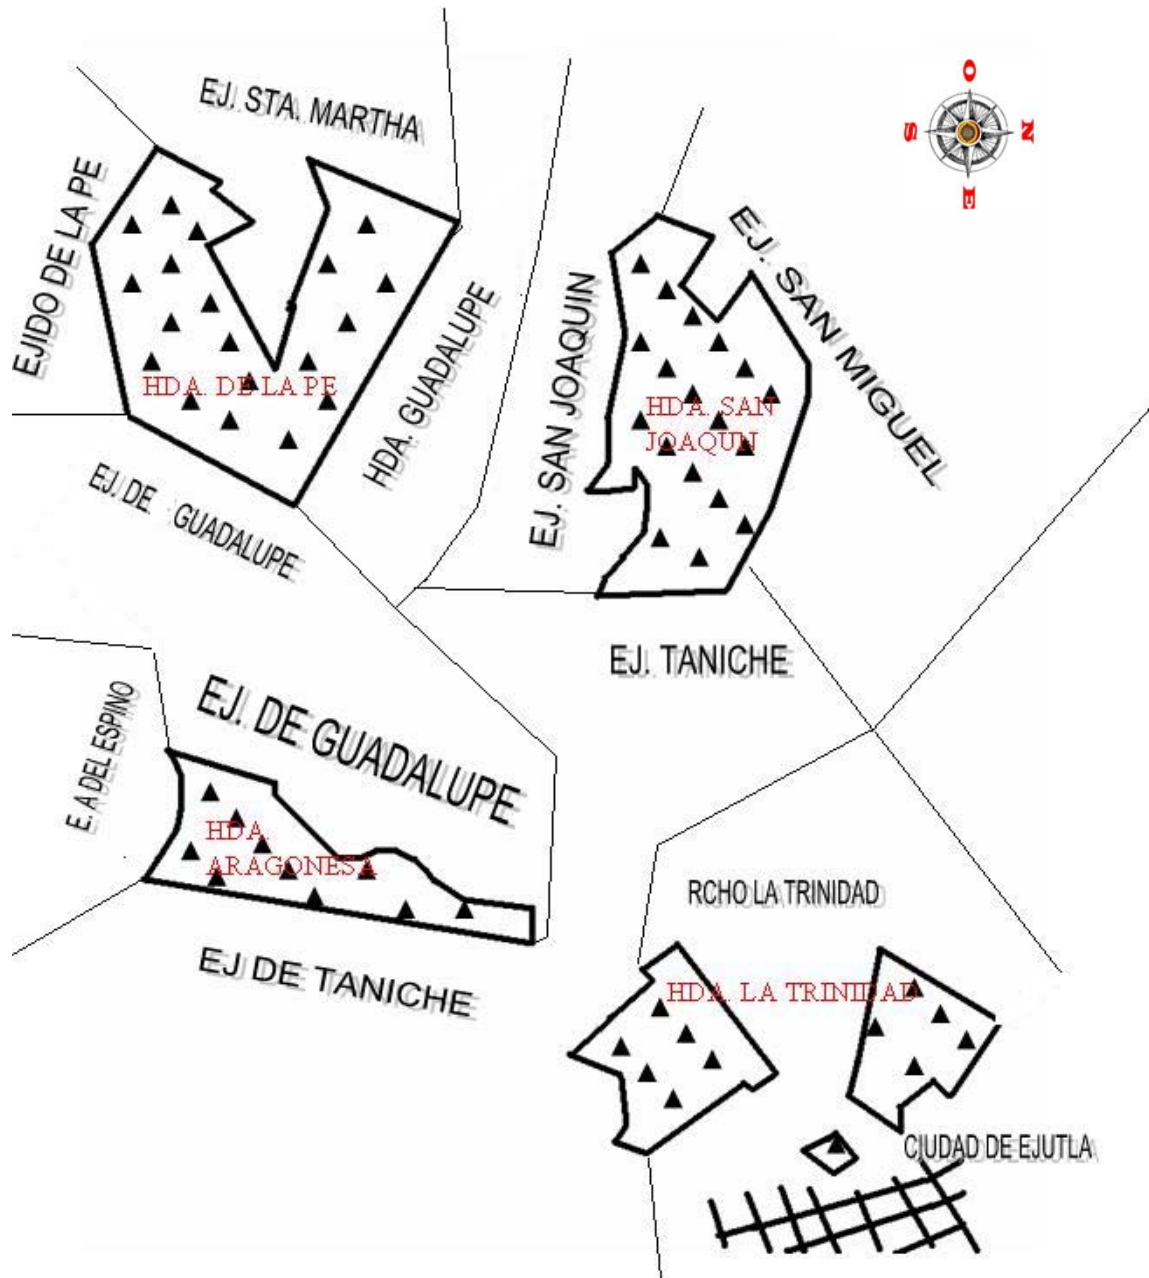 O
S
N
E
EJ. STA. MARTHA
EJIDO DE LA PE
HDA. DE LA PE
HDA. GUADALUPE
EJ. DE GUADALUPE
EJ. SAN JOAQUIN
EJ. SAN MIGUEL
HDA. SAN
JOAQUN
EJ. TANICHE
E. A DEL ESPINO
EJ. DE GUADALUPE
HDA.
ARAGONESA
EJ DE TANICHE
RCHO LA TRINIDAD
HDA. LA TRINIDAD
CIUDAD DE EJUTLA